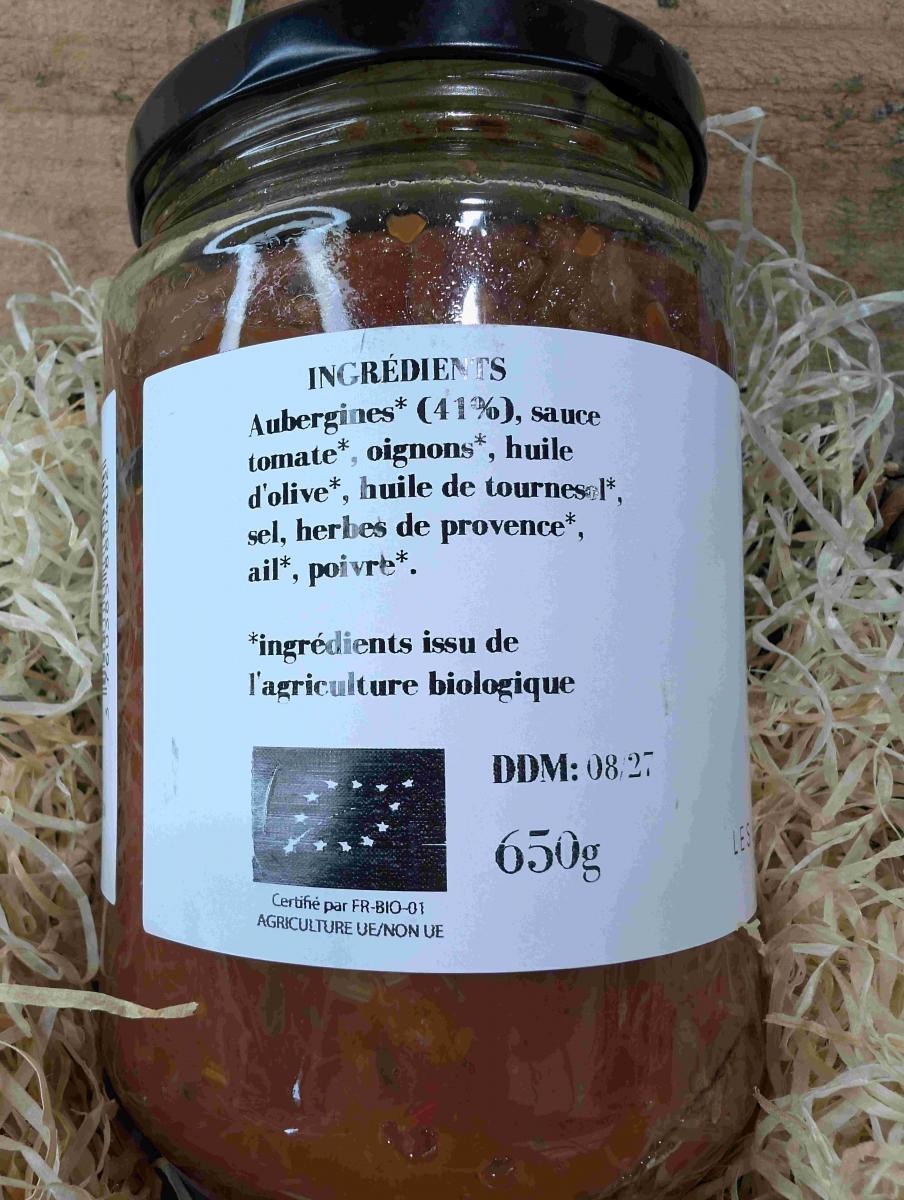 INGRÉDIENTS
Aubergines* (41%), sauce
tomate*, oignons*, huile
d'olive*, huile de tournesol*,
sel, herbes de provence*,
ail*, poivre*.
*ingrédients issu de
l'agriculture biologique
DDM: 08/27
650g
Certifié par FR-BIO-01
AGRICULTURE UE/NON UE
LES